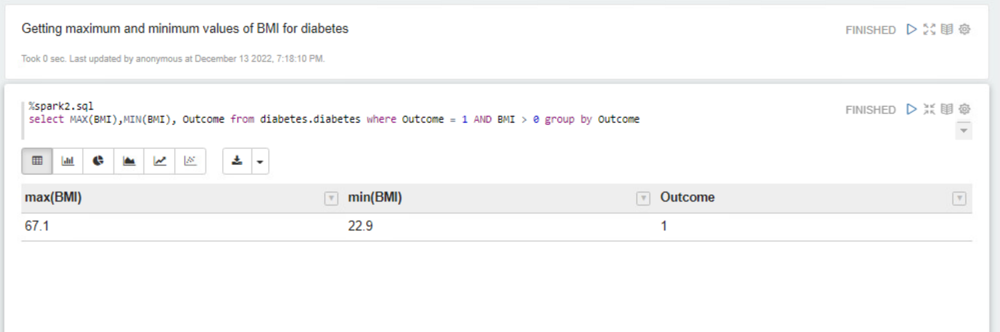 Getting maximum and minimum values of BMI for diabetes
FINISHED
Took 0 sec. Last updated by anonymous at December 13 2022, 7:18:10 PM.
%spark2.sql
FINISHED
select MAX(BMI),MIN(BMI), Outcome from diabetes.diabetes where Outcome = 1 AND BMI > 0 group by Outcome
max(BMI) min(BMI) Outcome
67.1 22.9 1